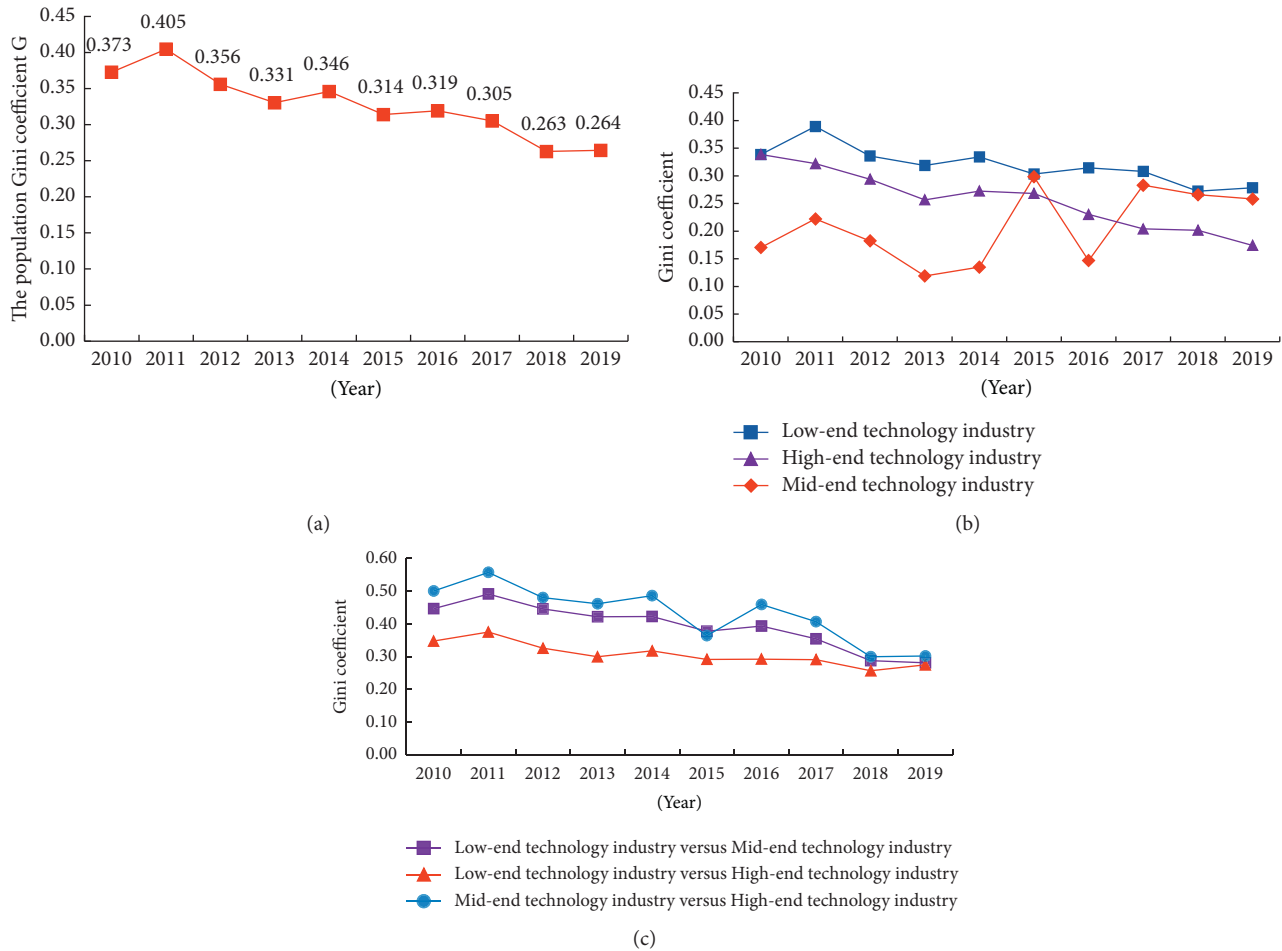 The population Gini coefficient G
0.45
0.40
0.35
0.30
0.25
0.20
0.15
0.10
0.05
0.00
0.373
0.405
0.356
0.331
0.346
0.314
0.319
0.305
0.263
0.264
2010 2011 2012 2013 2014 2015 2016 2017 2018 2019
(Year)
(a)
Gini coefficient
0.45
0.40
0.35
0.30
0.25
0.20
0.15
0.10
0.05
0.00
2010 2011 2012 2013 2014 2015 2016 2017 2018 2019
(Year)
Low-end technology industry
High-end technology industry
Mid-end technology industry
(b)
Gini coefficient
0.60
0.50
0.40
0.30
0.20
0.10
0.00
2010 2011 2012 2013 2014 2015 2016 2017 2018 2019
(Year)
Low-end technology industry versus Mid-end technology industry
Low-end technology industry versus High-end technology industry
Mid-end technology industry versus High-end technology industry
(c)